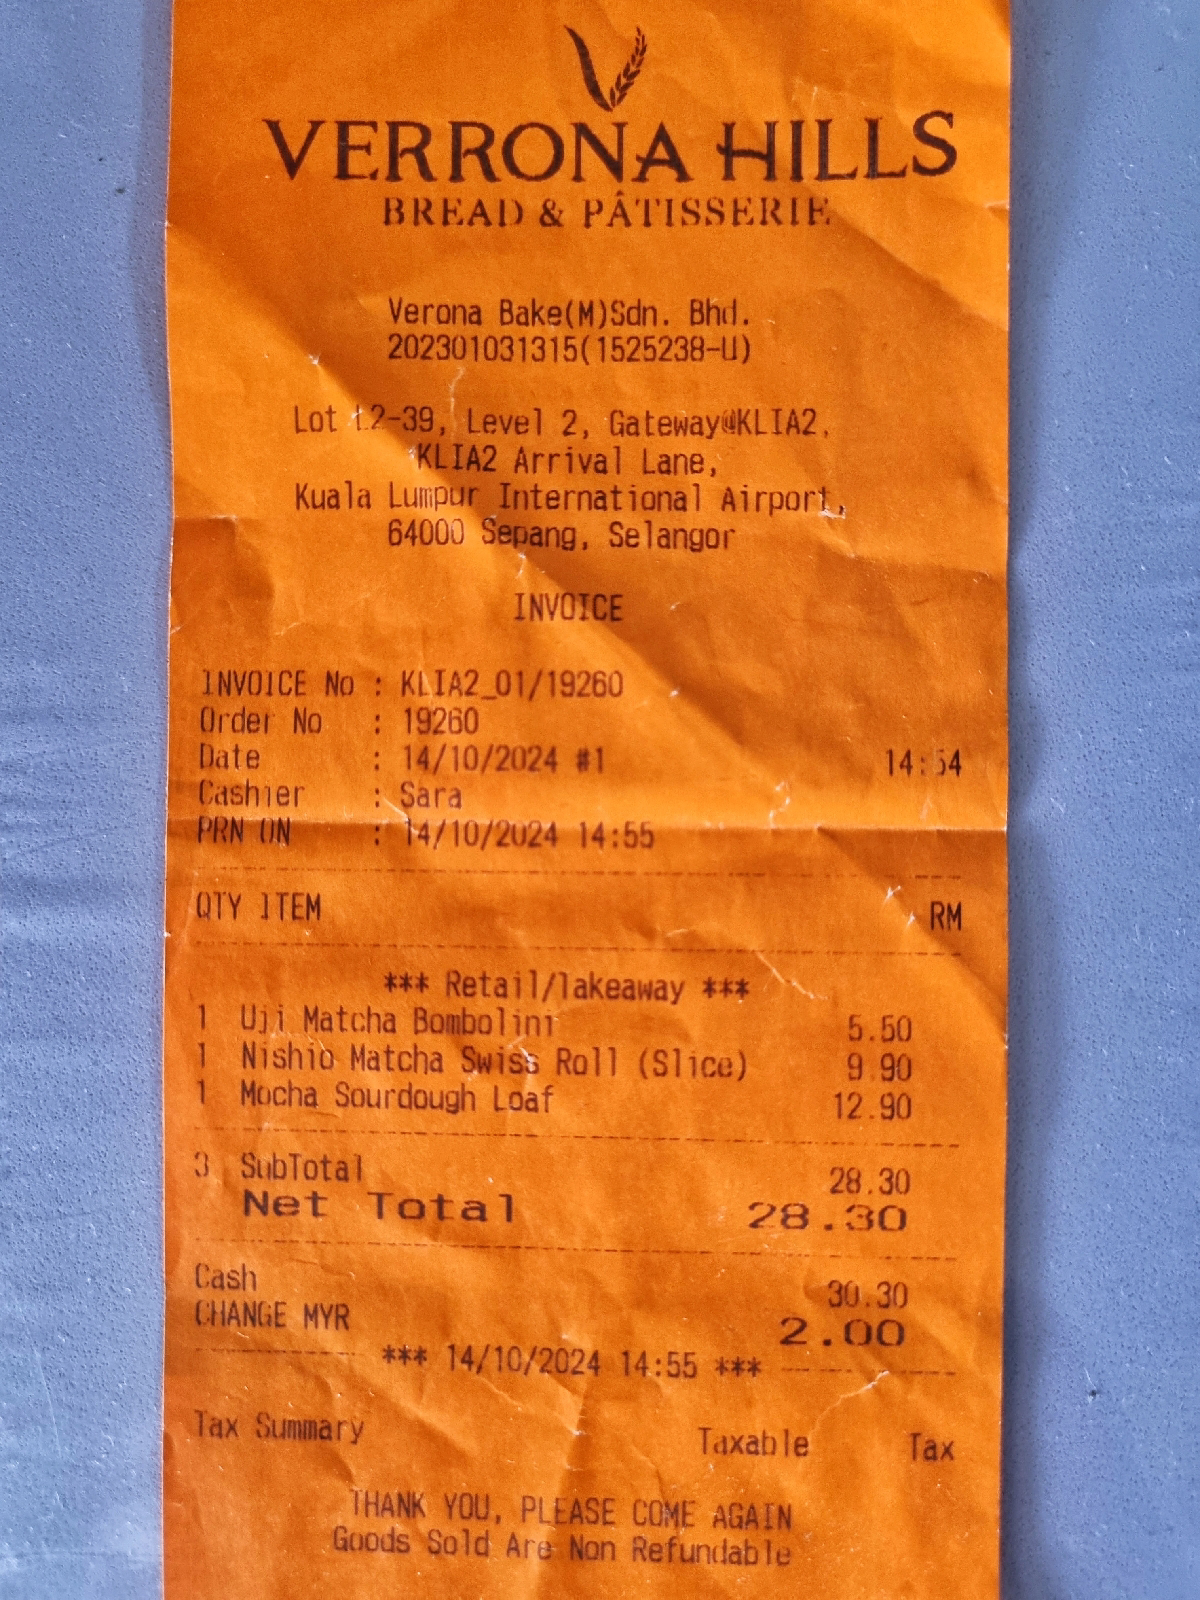 VERRONA HILLS
BREAD & PÂTISSERIE
Verona Bake(M)Sdn. Bhd.
202301031315(1525238-U)
Lot L2-39, Level 2, Gateway@KLIA2,
KLIA2 Arrival Lane,
Kuala Lumpur International Airport,
64000 Sepang, Selangor
INVOICE
INVOICE No : KLIA2_01/19260
Order No : 19260
Date : 14/10/2024 #1 14:54
Cashier : Sara
PRN ON : 14/10/2024 14:55
QTY ITEM RM
*** Retail/Takeaway ***
1 Uji Matcha Bombolini 5.50
1 Nishio Matcha Swiss Roll (Slice) 9.90
1 Mocha Sourdough Loaf 12.90
3 SubTotal 28.30
Net Total 28.30
Cash 30.30
CHANGE MYR 2.00
*** 14/10/2024 14:55 ***
Tax Summary Taxable Tax
THANK YOU, PLEASE COME AGAIN
Goods Sold Are Non Refundable